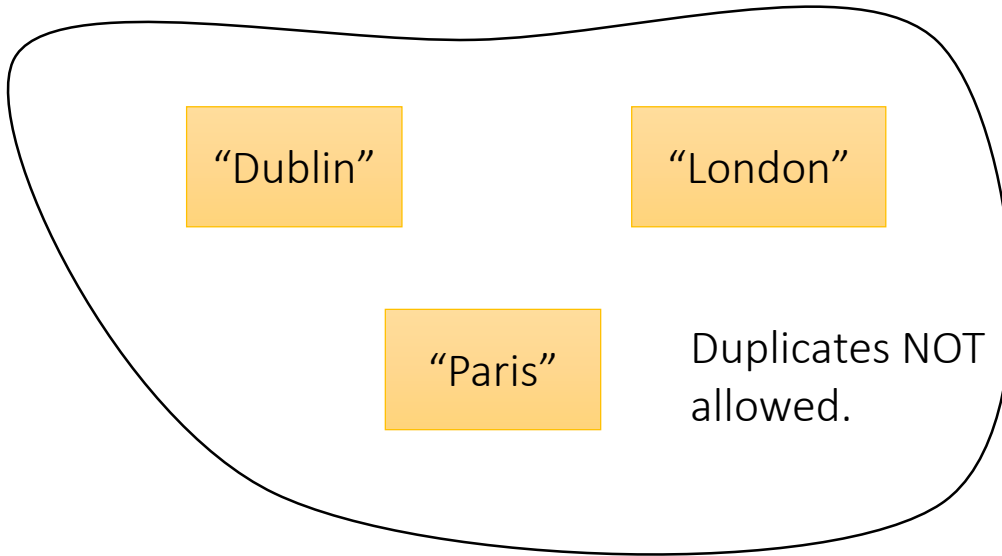 “Dublin”
“London”
“Paris”
Duplicates NOT
allowed.